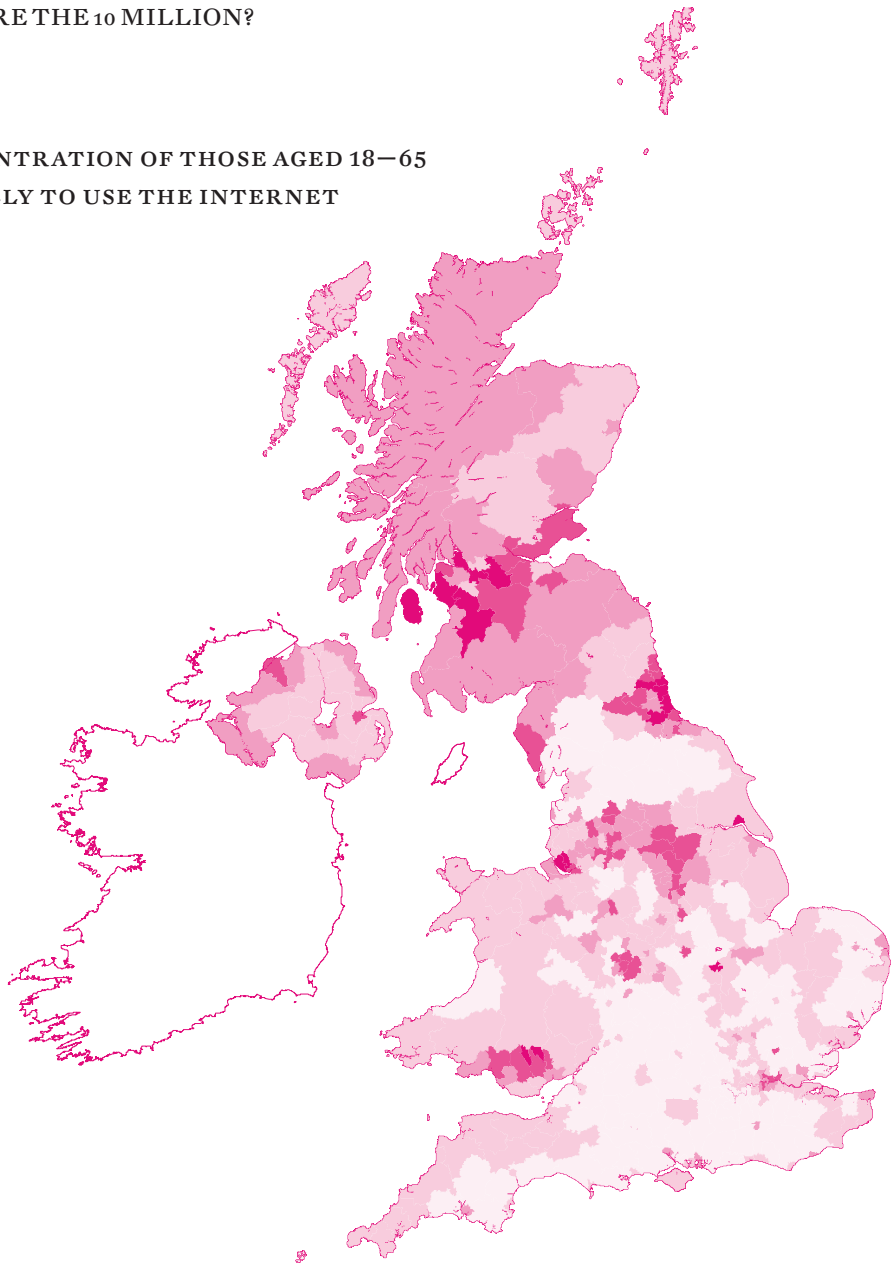 RE THE 10 MILLION?
NTRATION OF THOSE AGED 18–65
LY TO USE THE INTERNET